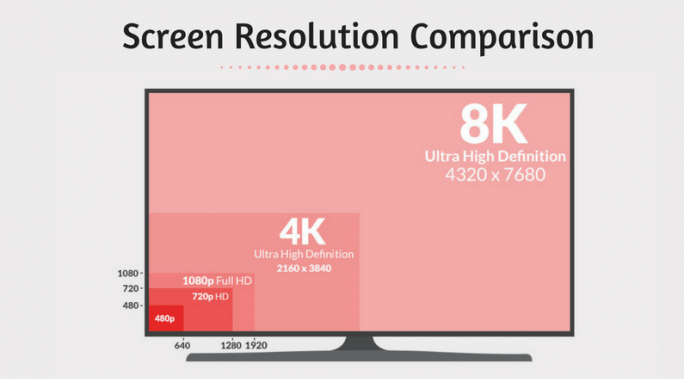 Screen Resolution Comparison
8K
Ultra High Definition
4320 x 7680
4K
Ultra High Definition
2160 x 3840
1080p Full HD
720p HD
480p
1080
720
480
640 1280 1920